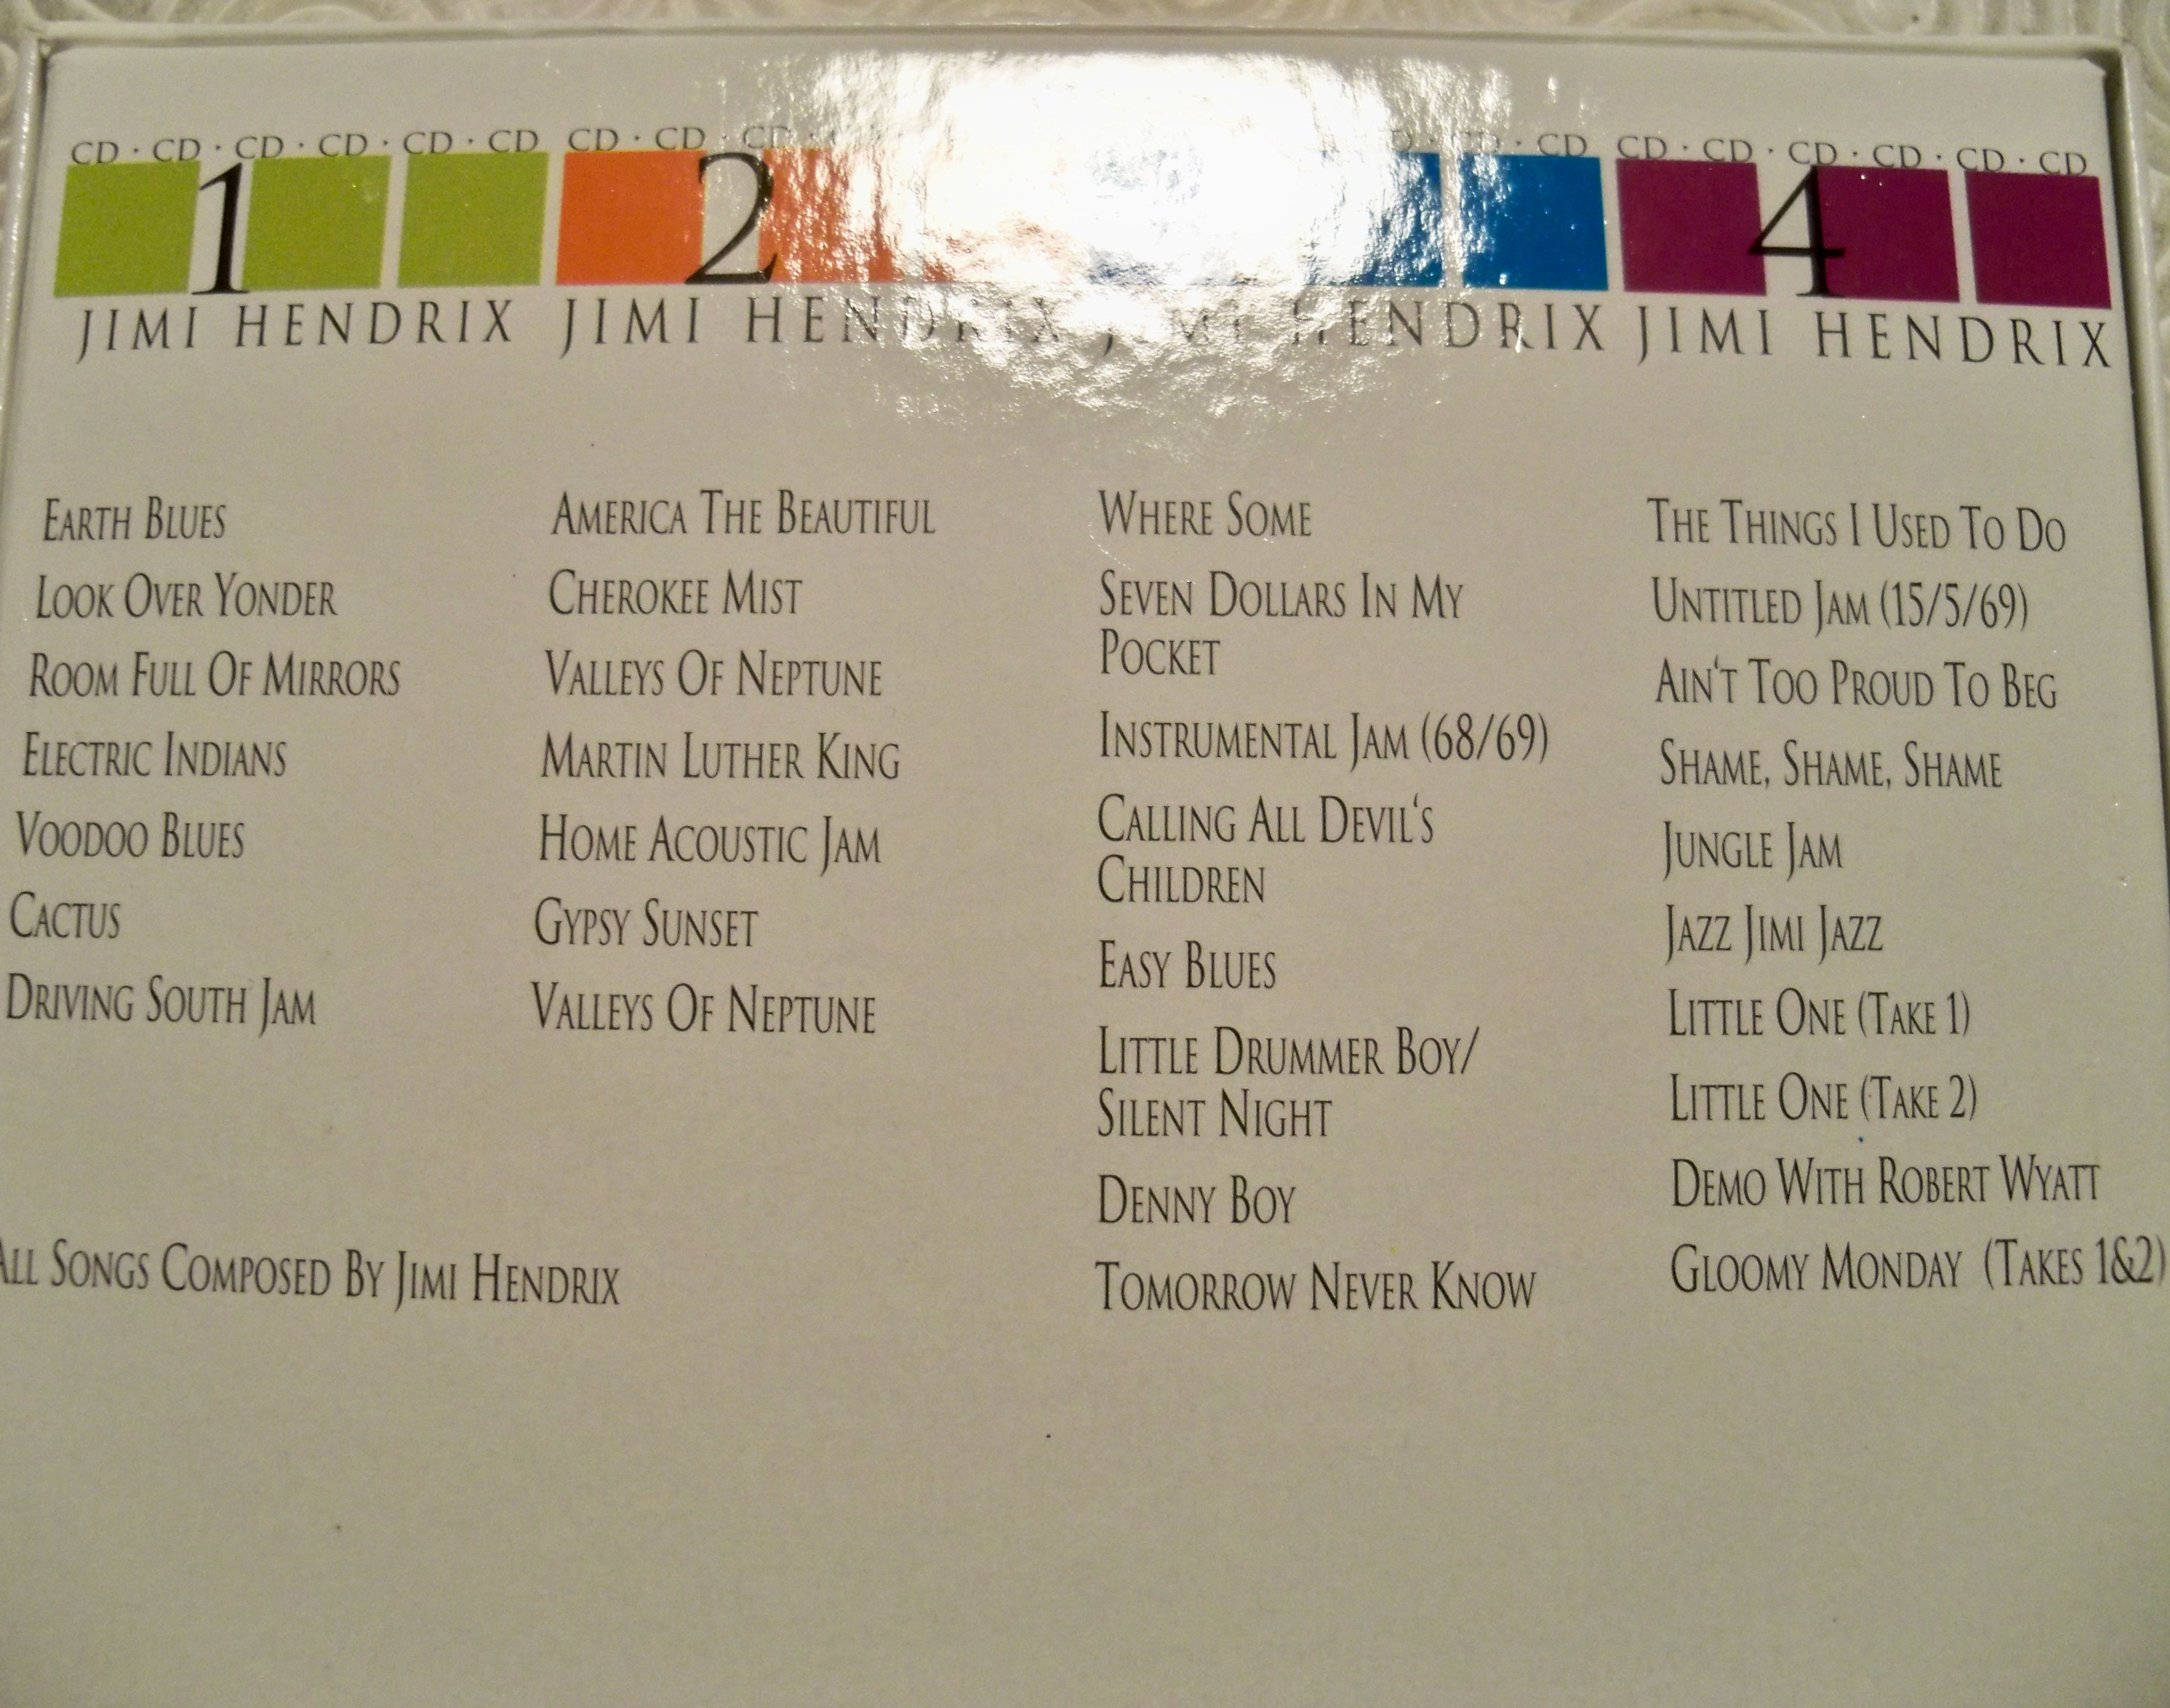 CD · CD · CD · CD · CD · CD
1
JIMI HENDRIX
EARTH BLUES
LOOK OVER YONDER
ROOM FULL OF MIRRORS
ELECTRIC INDIANS
VOODOO BLUES
CACTUS
DRIVING SOUTH JAM
CD · CD · CD
2
JIMI HENDRIX
AMERICA THE BEAUTIFUL
CHEROKEE MIST
VALLEYS OF NEPTUNE
MARTIN LUTHER KING
HOME ACOUSTIC JAM
GYPSY SUNSET
VALLEYS OF NEPTUNE
CD · CD
JIMI HENDRIX
WHERE SOME
SEVEN DOLLARS IN MY
POCKET
INSTRUMENTAL JAM (68/69)
CALLING ALL DEVIL'S
CHILDREN
EASY BLUES
LITTLE DRUMMER BOY/
SILENT NIGHT
DENNY BOY
TOMORROW NEVER KNOW
CD · CD · CD · CD · CD · CD
4
JIMI HENDRIX
THE THINGS I USED TO DO
UNTITLED JAM (15/5/69)
AIN'T TOO PROUD TO BEG
SHAME, SHAME, SHAME
JUNGLE JAM
JAZZ JIMI JAZZ
LITTLE ONE (TAKE 1)
LITTLE ONE (TAKE 2)
DEMO WITH ROBERT WYATT
GLOOMY MONDAY (TAKES 1&2)
ALL SONGS COMPOSED BY JIMI HENDRIX